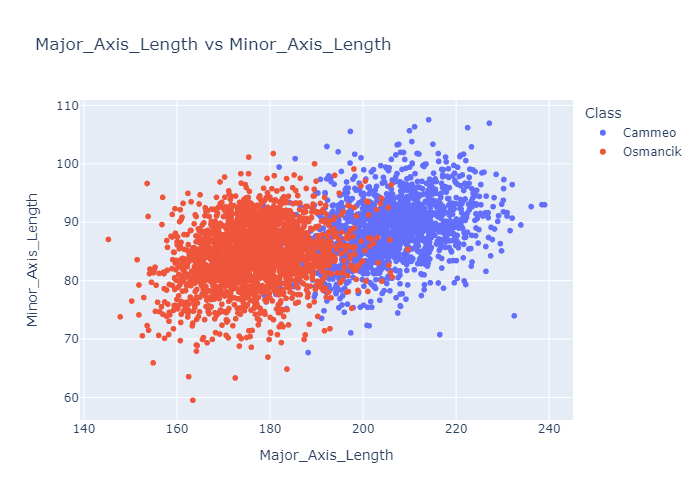 Major_Axis_Length vs Minor_Axis_Length
Class
Cammeo
Osmancik
110
100
90
80
70
60
Minor_Axis_Length
140
160
180
200
220
240
Major_Axis_Length